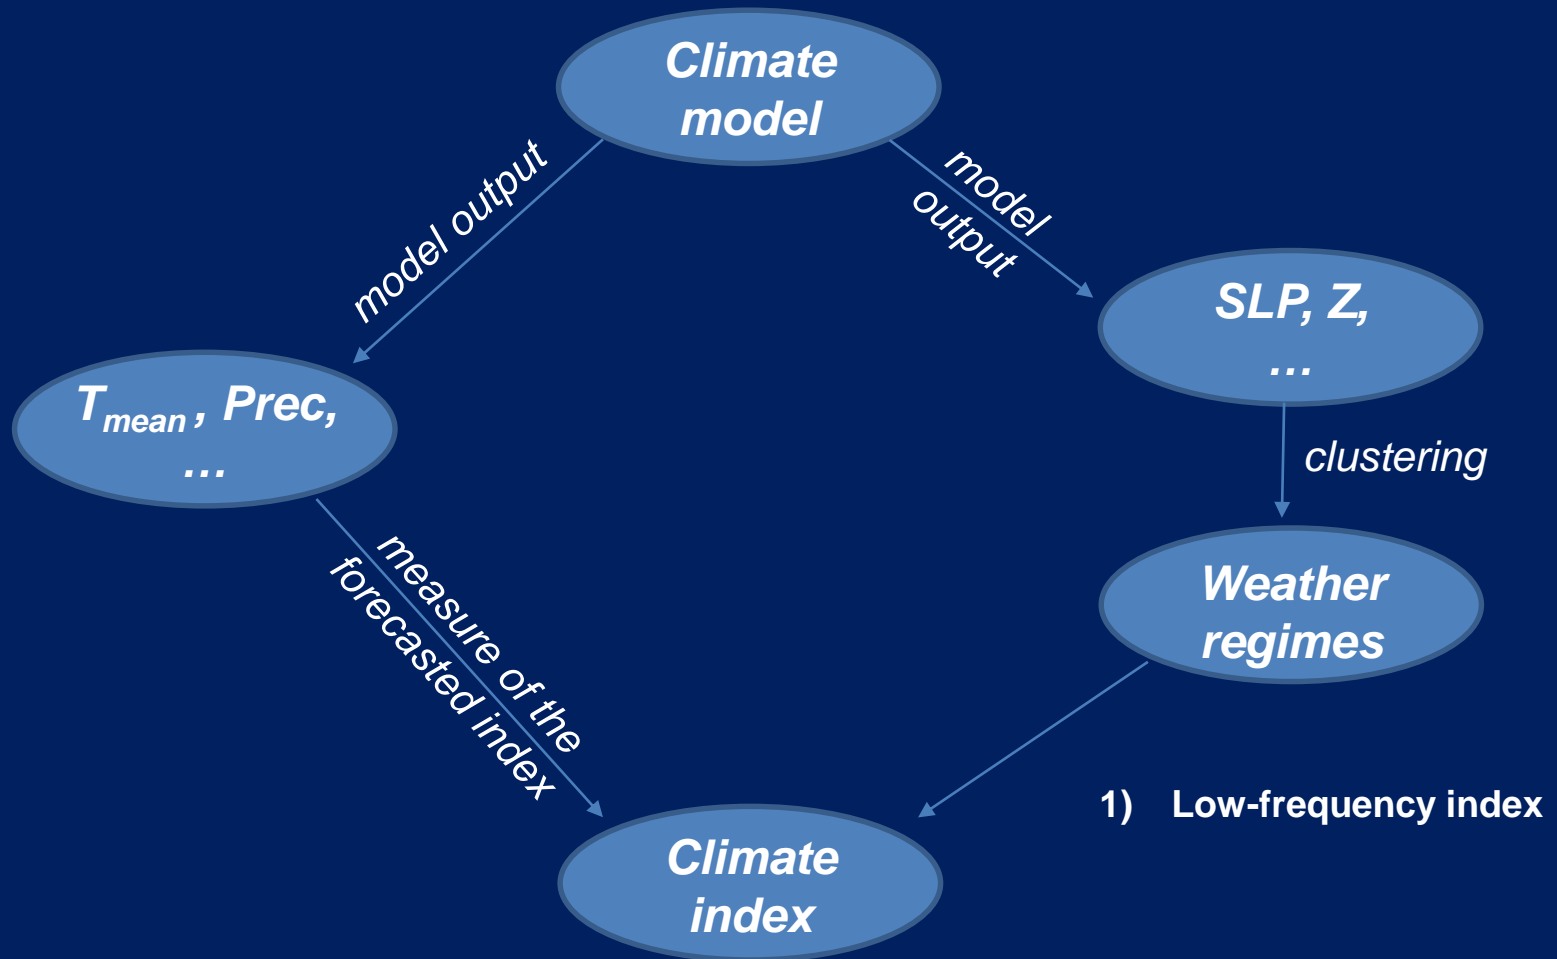 Climate
model
model output
model
output
SLP, Z,
…
T_mean , Prec,
…
clustering
measure of the
forecasted index
Weather
regimes
1) Low-frequency index
Climate
index